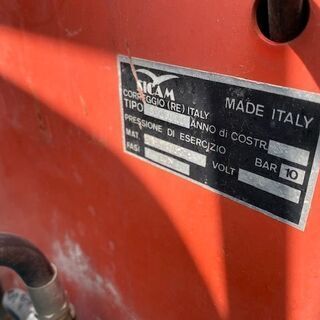 SICAM
CORREGGIO (RE) ITALY MADE ITALY
TIPO ANNO di COSTR.
PRESSIONE DI ESERCIZIO BAR 10
MAT.
FASI VOLT